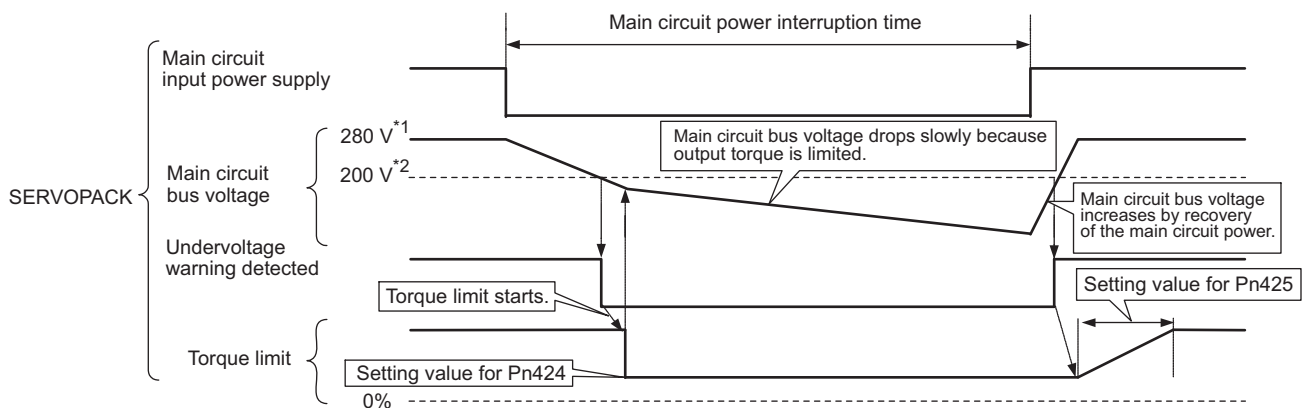 Main circuit power interruption time
Main circuit
input power supply
280 V*1
Main circuit bus voltage drops slowly because
output torque is limited.
200 V*2
Main circuit
bus voltage
SERVOPACK
Main circuit bus voltage
increases by recovery
of the main circuit power.
Undervoltage
warning detected
Setting value for Pn425
Torque limit starts.
Torque limit
Setting value for Pn424
0%